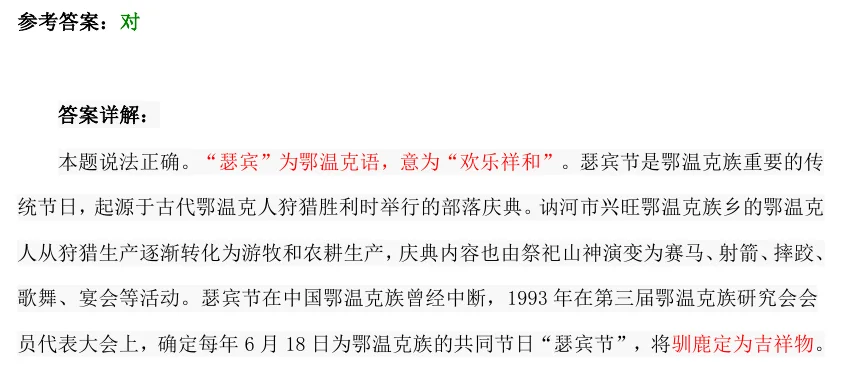 参考答案：对
答案详解：
本题说法正确。“瑟宾”为鄂温克语，意为“欢乐祥和”。瑟宾节是鄂温克族重要的传
统节日，起源于古代鄂温克人狩猎胜利时举行的部落庆典。讷河市兴旺鄂温克族乡的鄂温克
人从狩猎生产逐渐转化为游牧和农耕生产，庆典内容也由祭祀山神演变为赛马、射箭、摔跤、
歌舞、宴会等活动。瑟宾节在中国鄂温克族曾经中断，1993 年在第三届鄂温克族研究会会
员代表大会上，确定每年 6 月 18 日为鄂温克族的共同节日“瑟宾节”，将驯鹿定为吉祥物。